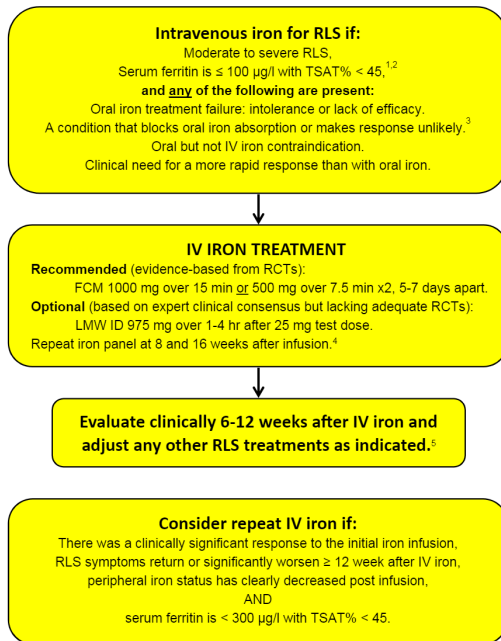 Intravenous iron for RLS if:
Moderate to severe RLS,
Serum ferritin is ≤ 100 µg/l with TSAT% < 45,1,2
and any of the following are present:
Oral iron treatment failure: intolerance or lack of efficacy.
A condition that blocks oral iron absorption or makes response unlikely.3
Oral but not IV iron contraindication.
Clinical need for a more rapid response than with oral iron.
IV IRON TREATMENT
Recommended (evidence-based from RCTs):
FCM 1000 mg over 15 min or 500 mg over 7.5 min x2, 5-7 days apart.
Optional (based on expert clinical consensus but lacking adequate RCTs):
LMW ID 975 mg over 1-4 hr after 25 mg test dose.
Repeat iron panel at 8 and 16 weeks after infusion.4
Evaluate clinically 6-12 weeks after IV iron and
adjust any other RLS treatments as indicated.5
Consider repeat IV iron if:
There was a clinically significant response to the initial iron infusion,
RLS symptoms return or significantly worsen ≥ 12 week after IV iron,
peripheral iron status has clearly decreased post infusion,
AND
serum ferritin is < 300 µg/l with TSAT% < 45.